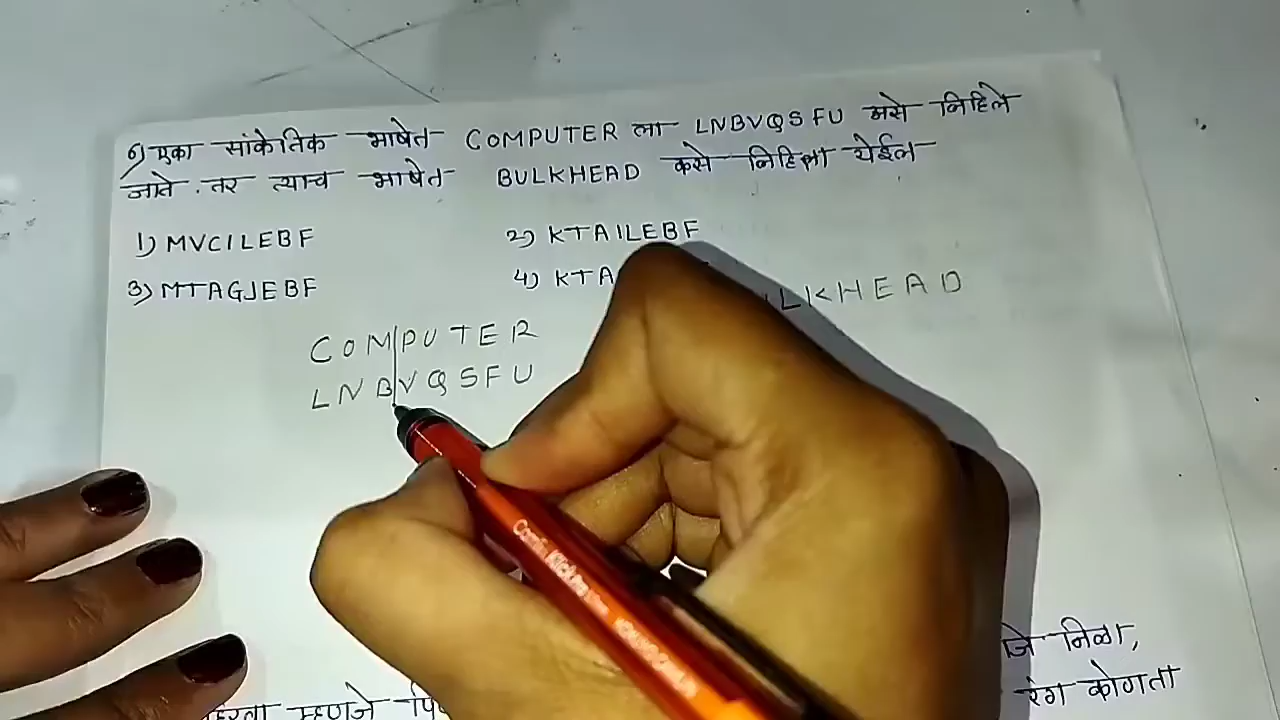 १) एका सांकेतिक भाषेत COMPUTER ला LNBVQSFU असे लिहिले
जाते. तर त्याच भाषेत BULKHEAD कसे लिहिला येईल
1) MVCILEBF 2) KTAILEBF
3) MTAGJEBF 4) KTA
LKHEAD
COMPUTER
LNBVQSFU
निळा,
म्हणजे
रंग कोणता